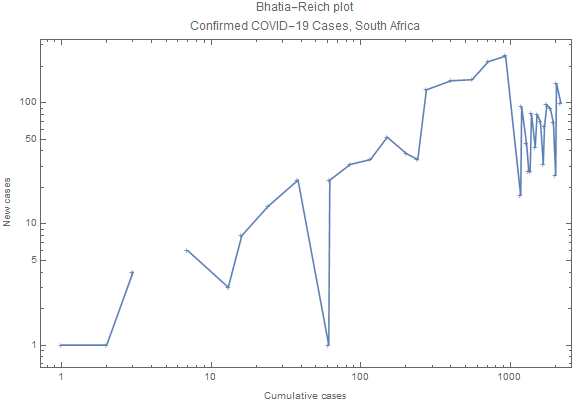 Bhatia–Reich plot
Confirmed COVID–19 Cases, South Africa
100
50
10
5
1
New cases
1 10 100 1000
Cumulative cases